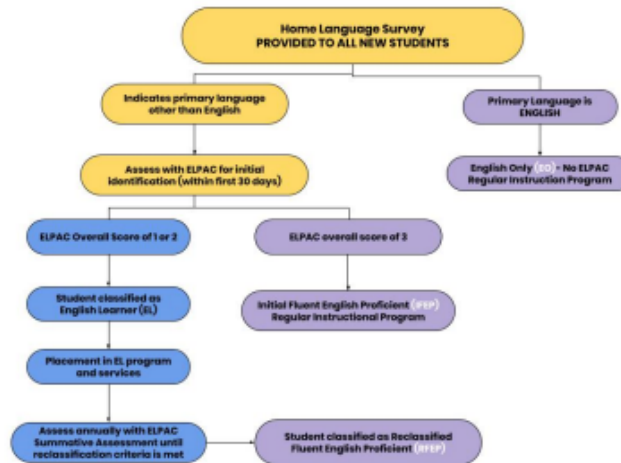 Home Language Survey
PROVIDED TO ALL NEW STUDENTS
Indicates primary language
other than English
Primary Language is
ENGLISH
Assess with ELPAC for initial
identification (within first 30 days)
English Only (EO)- No ELPAC
Regular Instruction Program
ELPAC Overall Score of 1 or 2
ELPAC overall score of 3
Student classified as
English Learner (EL)
Initial Fluent English Proficient (IFEP)
Regular Instructional Program
Placement in EL program
and services
Assess annually with ELPAC
Summative Assessment until
reclassification criteria is met
Student classified as Reclassified
Fluent English Proficient (RFEP)